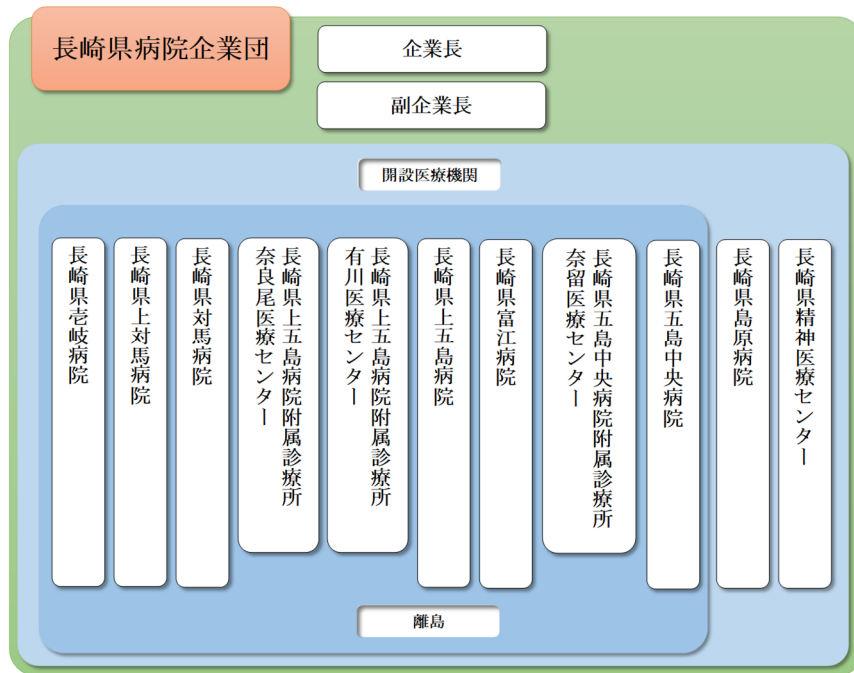 長崎県病院企業団
企業長
副企業長
開設医療機関
長崎県精神医療センター
長崎県島原病院
長崎県五島中央病院
長崎県五島中央病院附属診療所
奈留医療センター
長崎県富江病院
長崎県上五島病院
長崎県上五島病院附属診療所
有川医療センター
長崎県上五島病院附属診療所
奈良尾医療センター
長崎県対馬病院
長崎県上対馬病院
長崎県壱岐病院
離島